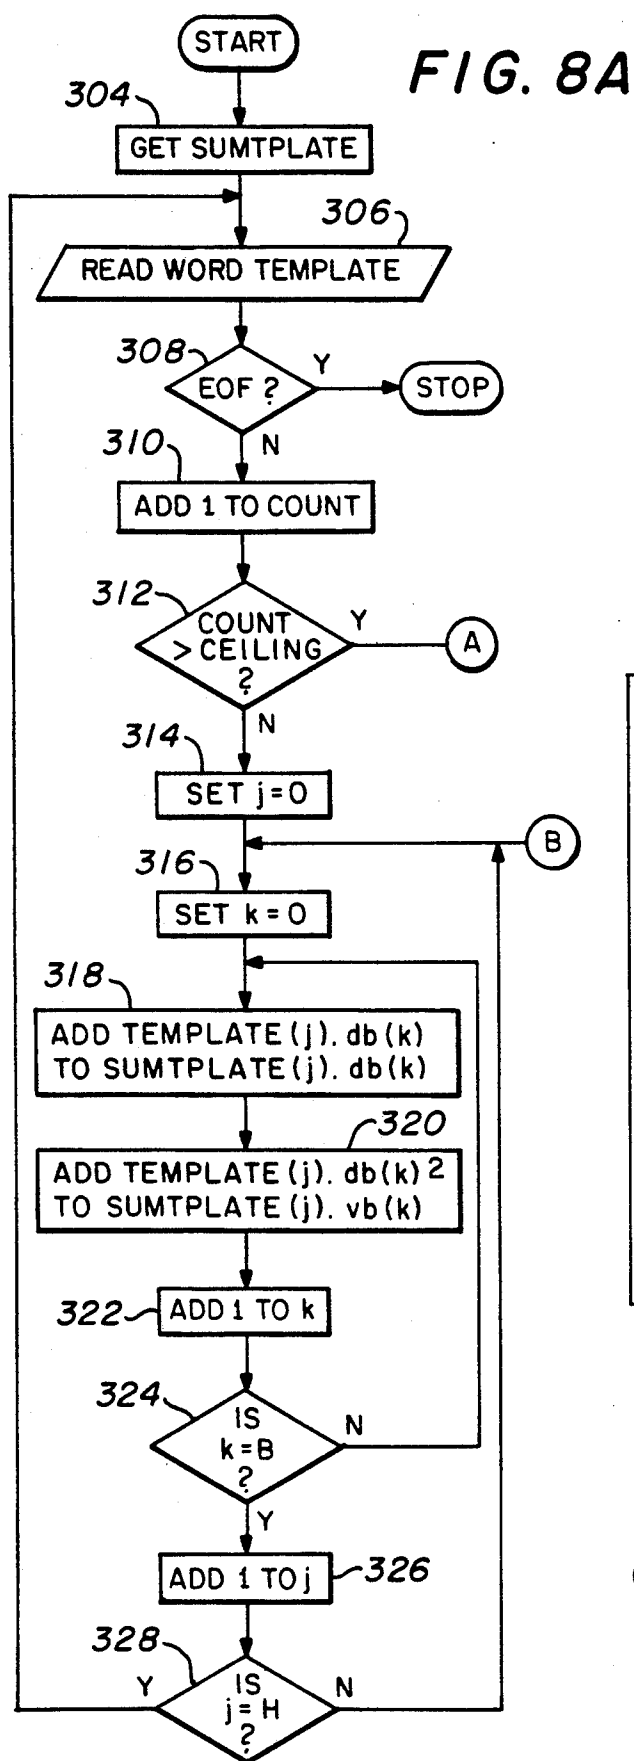 START
FIG. 8A
304
GET SUMTPLATE
306
READ WORD TEMPLATE
308
EOF ?
Y
STOP
N
310
ADD 1 TO COUNT
312
COUNT
> CEILING
?
Y
A
N
314
SET j=0
B
316
SET k=0
318
ADD TEMPLATE(j). db(k)
TO SUMTPLATE(j). db(k)
320
ADD TEMPLATE(j). db(k)2
TO SUMTPLATE(j). vb(k)
322
ADD 1 TO k
324
IS
k=B
?
N
Y
ADD 1 TO j
326
328
Y
IS
j=H
?
N